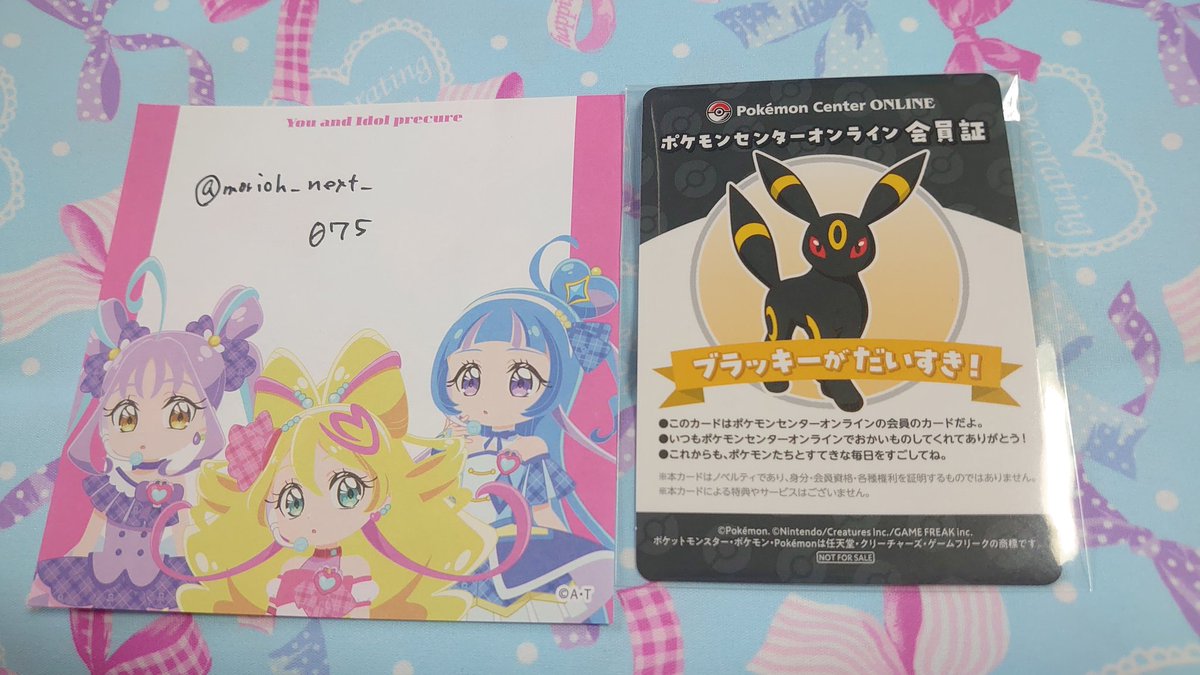 You and Idol precure
@morioh_next_
075
©A・T
Pokémon Center ONLINE
ポケモンセンターオンライン 会員証
ブラッキーがだいすき!
●このカードはポケモンセンターオンラインの会員のカードだよ。
●いつもポケモンセンターオンラインでおかいものしてくれてありがとう!
●これからも、ポケモンたちとすてきな毎日をすごしてね。
※本カードはノベルティであり、身分・会員資格・各種権利を証明するものではありません。
※本カードによる特典やサービスはございません。
©Pokémon. ©Nintendo/Creatures Inc./GAME FREAK inc.
ポケットモンスター・ポケモン・Pokémonは任天堂・クリーチャーズ・ゲームフリークの商標です。
NOT FOR SALE
orating
orating